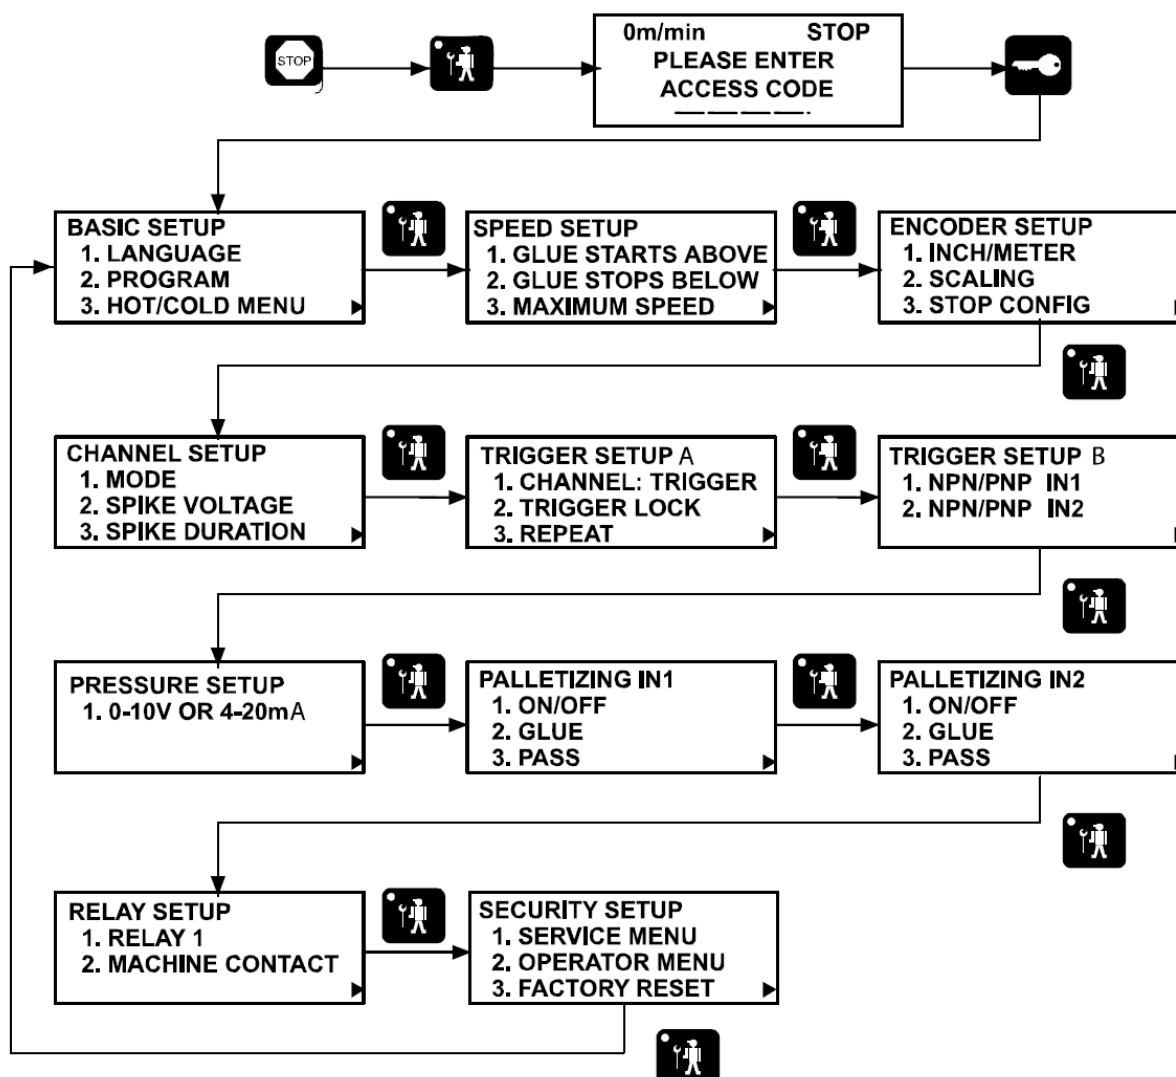 STOP
0m/min STOP
PLEASE ENTER
ACCESS CODE
BASIC SETUP
1. LANGUAGE
2. PROGRAM
3. HOT/COLD MENU
SPEED SETUP
1. GLUE STARTS ABOVE
2. GLUE STOPS BELOW
3. MAXIMUM SPEED
ENCODER SETUP
1. INCH/METER
2. SCALING
3. STOP CONFIG
CHANNEL SETUP
1. MODE
2. SPIKE VOLTAGE
3. SPIKE DURATION
TRIGGER SETUP A
1. CHANNEL: TRIGGER
2. TRIGGER LOCK
3. REPEAT
TRIGGER SETUP B
1. NPN/PNP IN1
2. NPN/PNP IN2
PRESSURE SETUP
1. 0-10V OR 4-20mA
PALLETIZING IN1
1. ON/OFF
2. GLUE
3. PASS
PALLETIZING IN2
1. ON/OFF
2. GLUE
3. PASS
RELAY SETUP
1. RELAY 1
2. MACHINE CONTACT
SECURITY SETUP
1. SERVICE MENU
2. OPERATOR MENU
3. FACTORY RESET